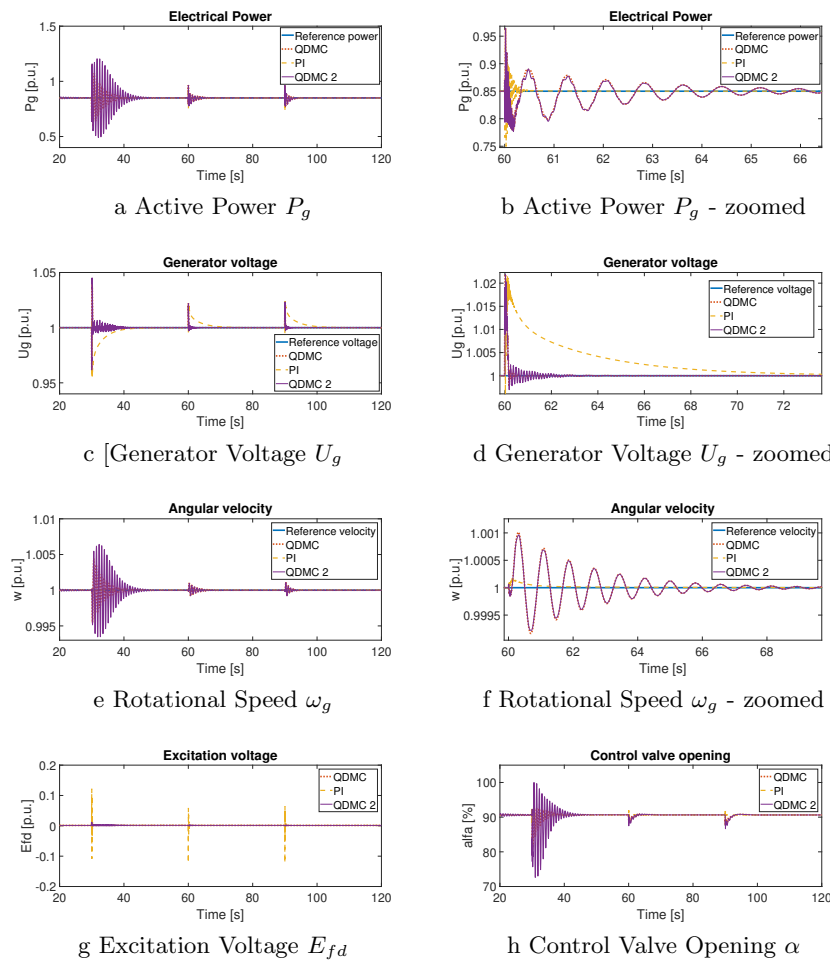 Electrical Power
1.5
1
0.5
Pg [p.u.]
Reference power
QDMC
PI
QDMC 2
20 40 60 80 100 120
Time [s]
a Active Power P_g
Electrical Power
0.95
0.9
0.85
0.8
0.75
Pg [p.u.]
Reference power
QDMC
PI
QDMC 2
60 61 62 63 64 65 66
Time [s]
b Active Power P_g - zoomed
Generator voltage
1.05
1
0.95
Ug [p.u.]
Reference voltage
QDMC
PI
QDMC 2
20 40 60 80 100 120
Time [s]
c [Generator Voltage U_g
Generator voltage
1.02
1.015
1.01
1.005
1
Ug [p.u.]
Reference voltage
QDMC
PI
QDMC 2
60 62 64 66 68 70 72
Time [s]
d Generator Voltage U_g - zoomed
Angular velocity
1.01
1.005
1
0.995
w [p.u.]
Reference velocity
QDMC
PI
QDMC 2
20 40 60 80 100 120
Time [s]
e Rotational Speed ω_g
Angular velocity
1.001
1.0005
1
0.9995
w [p.u.]
Reference velocity
QDMC
PI
QDMC 2
60 62 64 66 68
Time [s]
f Rotational Speed ω_g - zoomed
Excitation voltage
0.2
0.1
0
-0.1
-0.2
Efd [p.u.]
QDMC
PI
QDMC 2
20 40 60 80 100 120
Time [s]
g Excitation Voltage E_fd
Control valve opening
100
90
80
70
alfa [%]
QDMC
PI
QDMC 2
20 40 60 80 100 120
Time [s]
h Control Valve Opening α